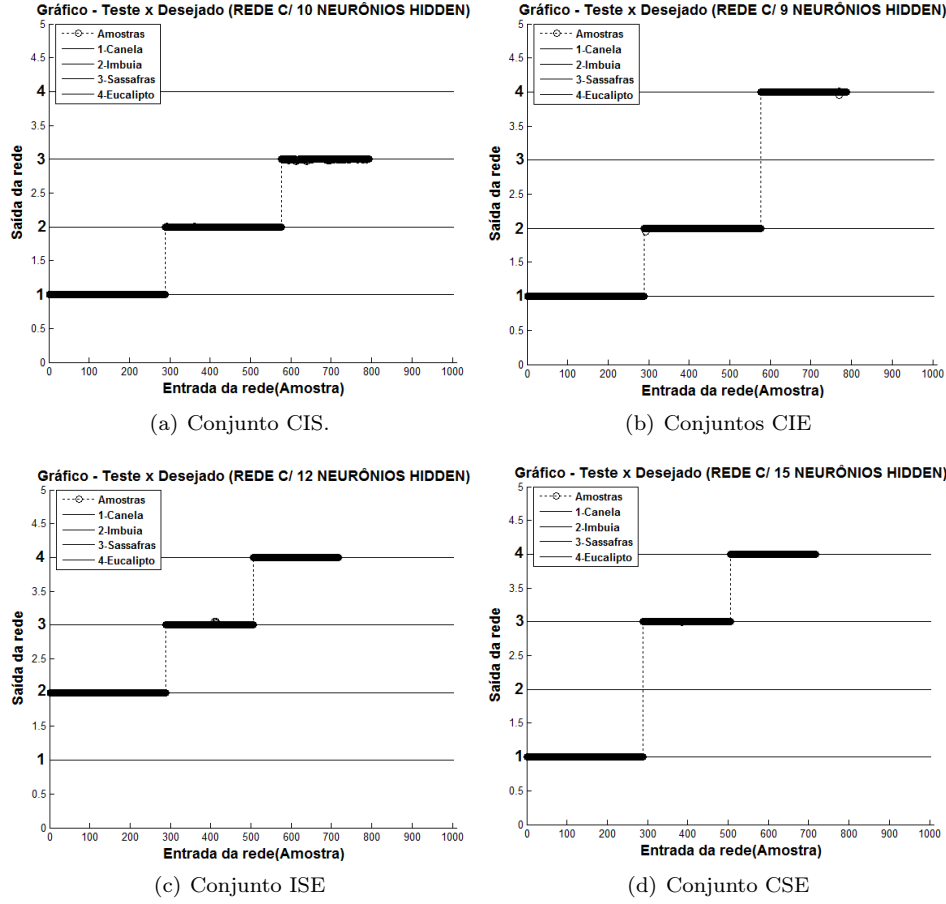 Gráfico - Teste x Desejado (REDE C/ 10 NEURÔNIOS HIDDEN)
Amostras
1-Canela
2-Imbuia
3-Sassafras
4-Eucalipto
5
4.5
4
3.5
3
2.5
2
1.5
1
0.5
0
Saída da rede
0 100 200 300 400 500 600 700 800 900 1000
Entrada da rede(Amostra)
(a) Conjunto CIS.
Gráfico - Teste x Desejado (REDE C/ 9 NEURÔNIOS HIDDEN)
Amostras
1-Canela
2-Imbuia
3-Sassafras
4-Eucalipto
5
4.5
4
3.5
3
2.5
2
1.5
1
0.5
0
Saída da rede
0 100 200 300 400 500 600 700 800 900 1000
Entrada da rede(Amostra)
(b) Conjuntos CIE
Gráfico - Teste x Desejado (REDE C/ 12 NEURÔNIOS HIDDEN)
Amostras
1-Canela
2-Imbuia
3-Sassafras
4-Eucalipto
5
4.5
4
3.5
3
2.5
2
1.5
1
0.5
0
Saída da rede
0 100 200 300 400 500 600 700 800 900 1000
Entrada da rede(Amostra)
(c) Conjunto ISE
Gráfico - Teste x Desejado (REDE C/ 15 NEURÔNIOS HIDDEN)
Amostras
1-Canela
2-Imbuia
3-Sassafras
4-Eucalipto
5
4.5
4
3.5
3
2.5
2
1.5
1
0.5
0
Saída da rede
0 100 200 300 400 500 600 700 800 900 1000
Entrada da rede(Amostra)
(d) Conjunto CSE